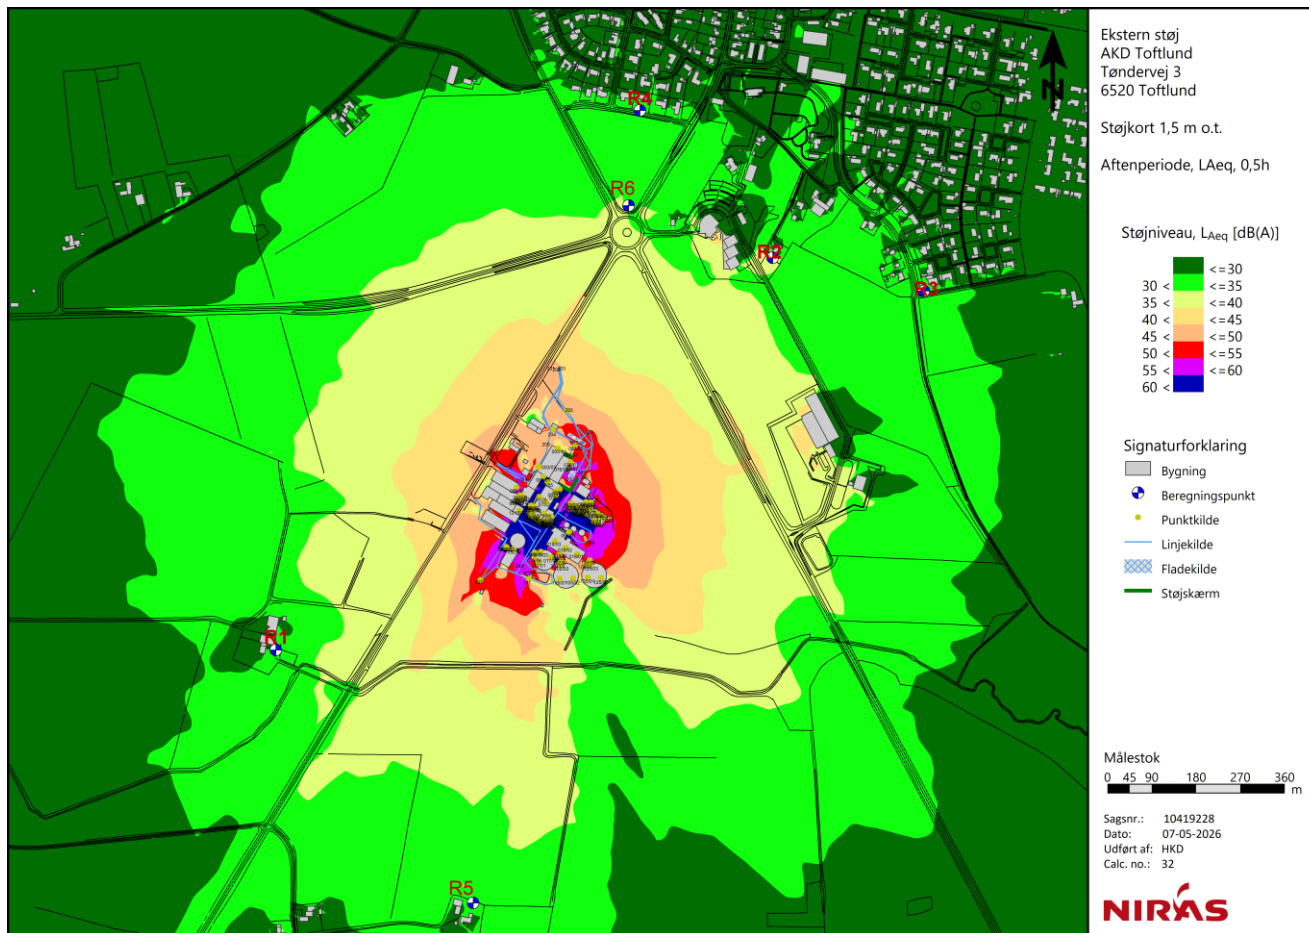 Ekstern støj
AKD Toftlund
Tøndervej 3
6520 Toftlund
Støjkort 1,5 m o.t.
Aftenperiode, LAeq, 0,5h
N
Støjniveau, LAeq [dB(A)]
<=30
30 < <=35
35 < <=40
40 < <=45
45 < <=50
50 < <=55
55 < <=60
60 <
Signaturforklaring
Bygning
Beregningspunkt
Punktkilde
Linjekilde
Fladekilde
Støjskærm
Målestok
0 45 90 180 270 360
m
Sagsnr.: 10419228
Dato: 07-05-2026
Udført af: HKD
Calc. no.: 32
NIRAS
R4
R6
R2
R3
R1
R5